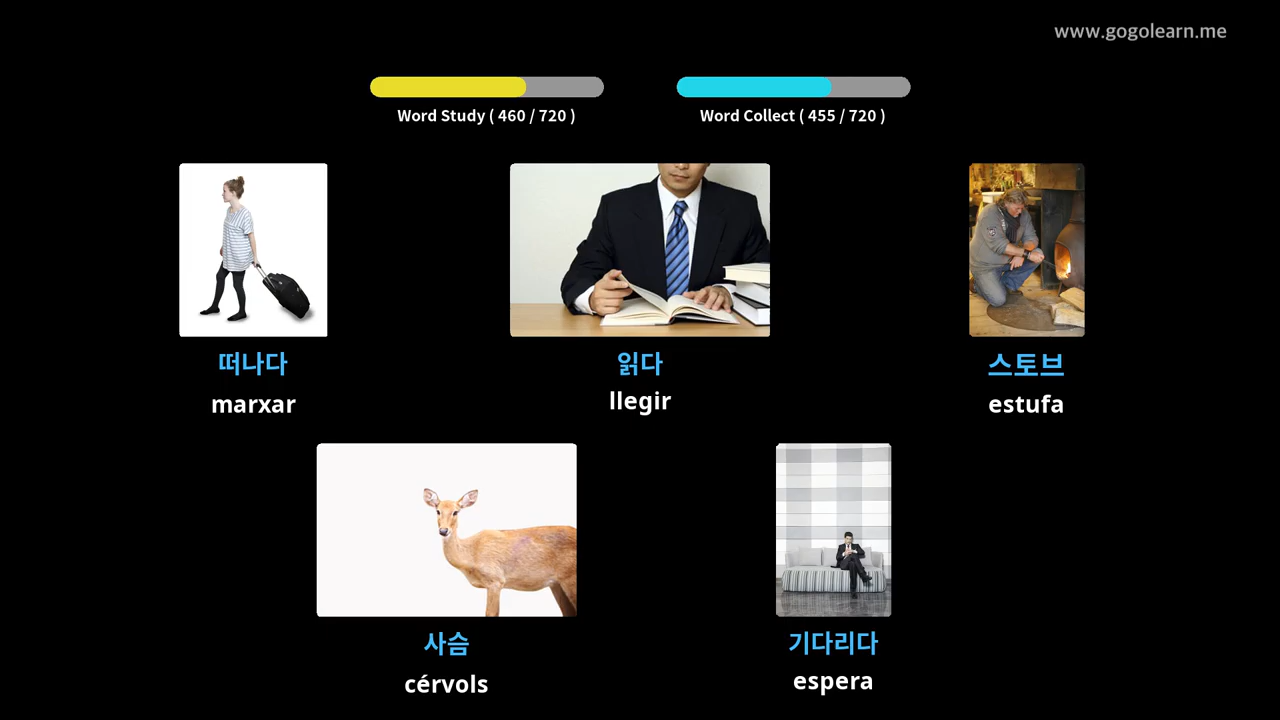 www.gogolearn.me
Word Study ( 460 / 720 )
Word Collect ( 455 / 720 )
떠나다
marxar
읽다
llegir
스토브
estufa
사슴
cérvols
기다리다
espera